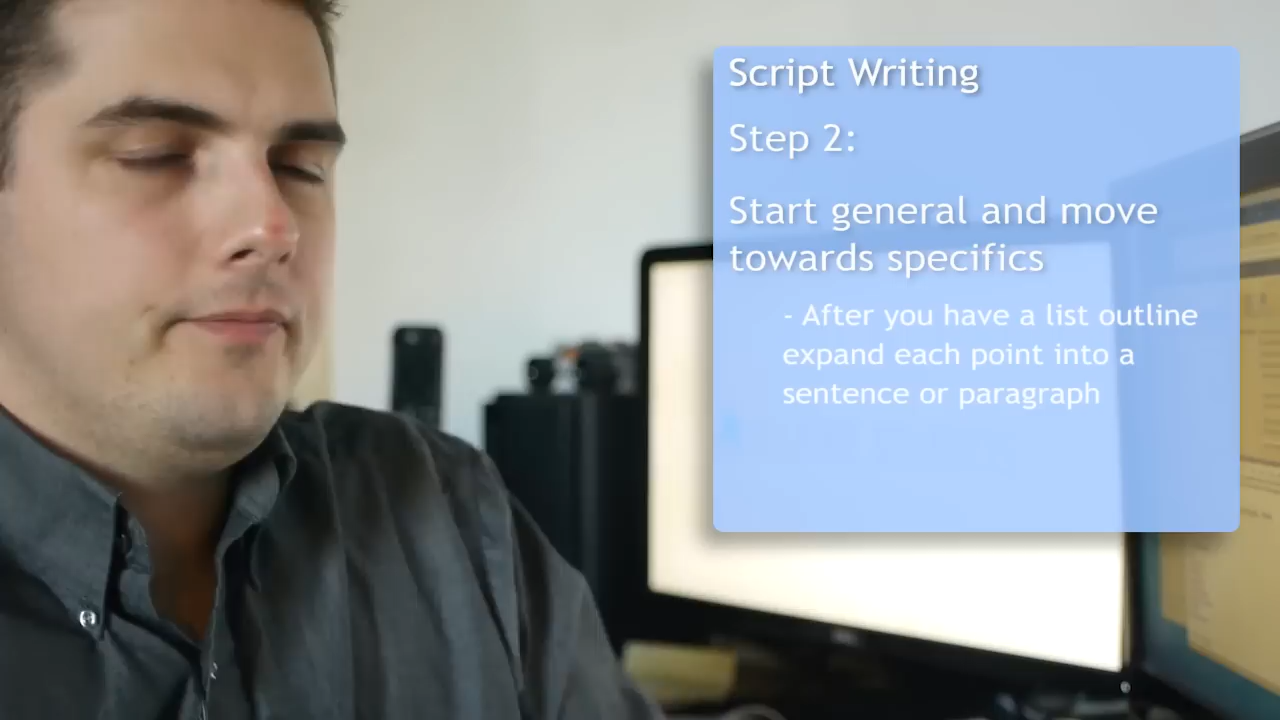 Script Writing
Step 2:
Start general and move
towards specifics
- After you have a list outline
expand each point into a
sentence or paragraph